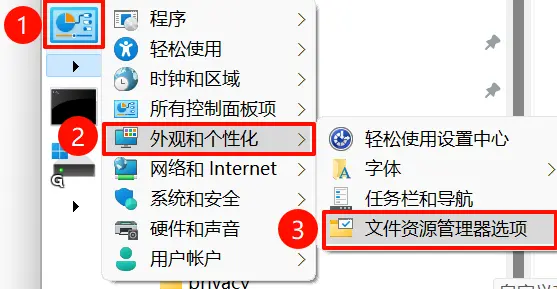 1
程序
轻松使用
时钟和区域
所有控制面板项
2
外观和个性化
网络和 Internet
系统和安全
硬件和声音
用户帐户
轻松使用设置中心
字体
任务栏和导航
3
文件资源管理器选项
G
privacy